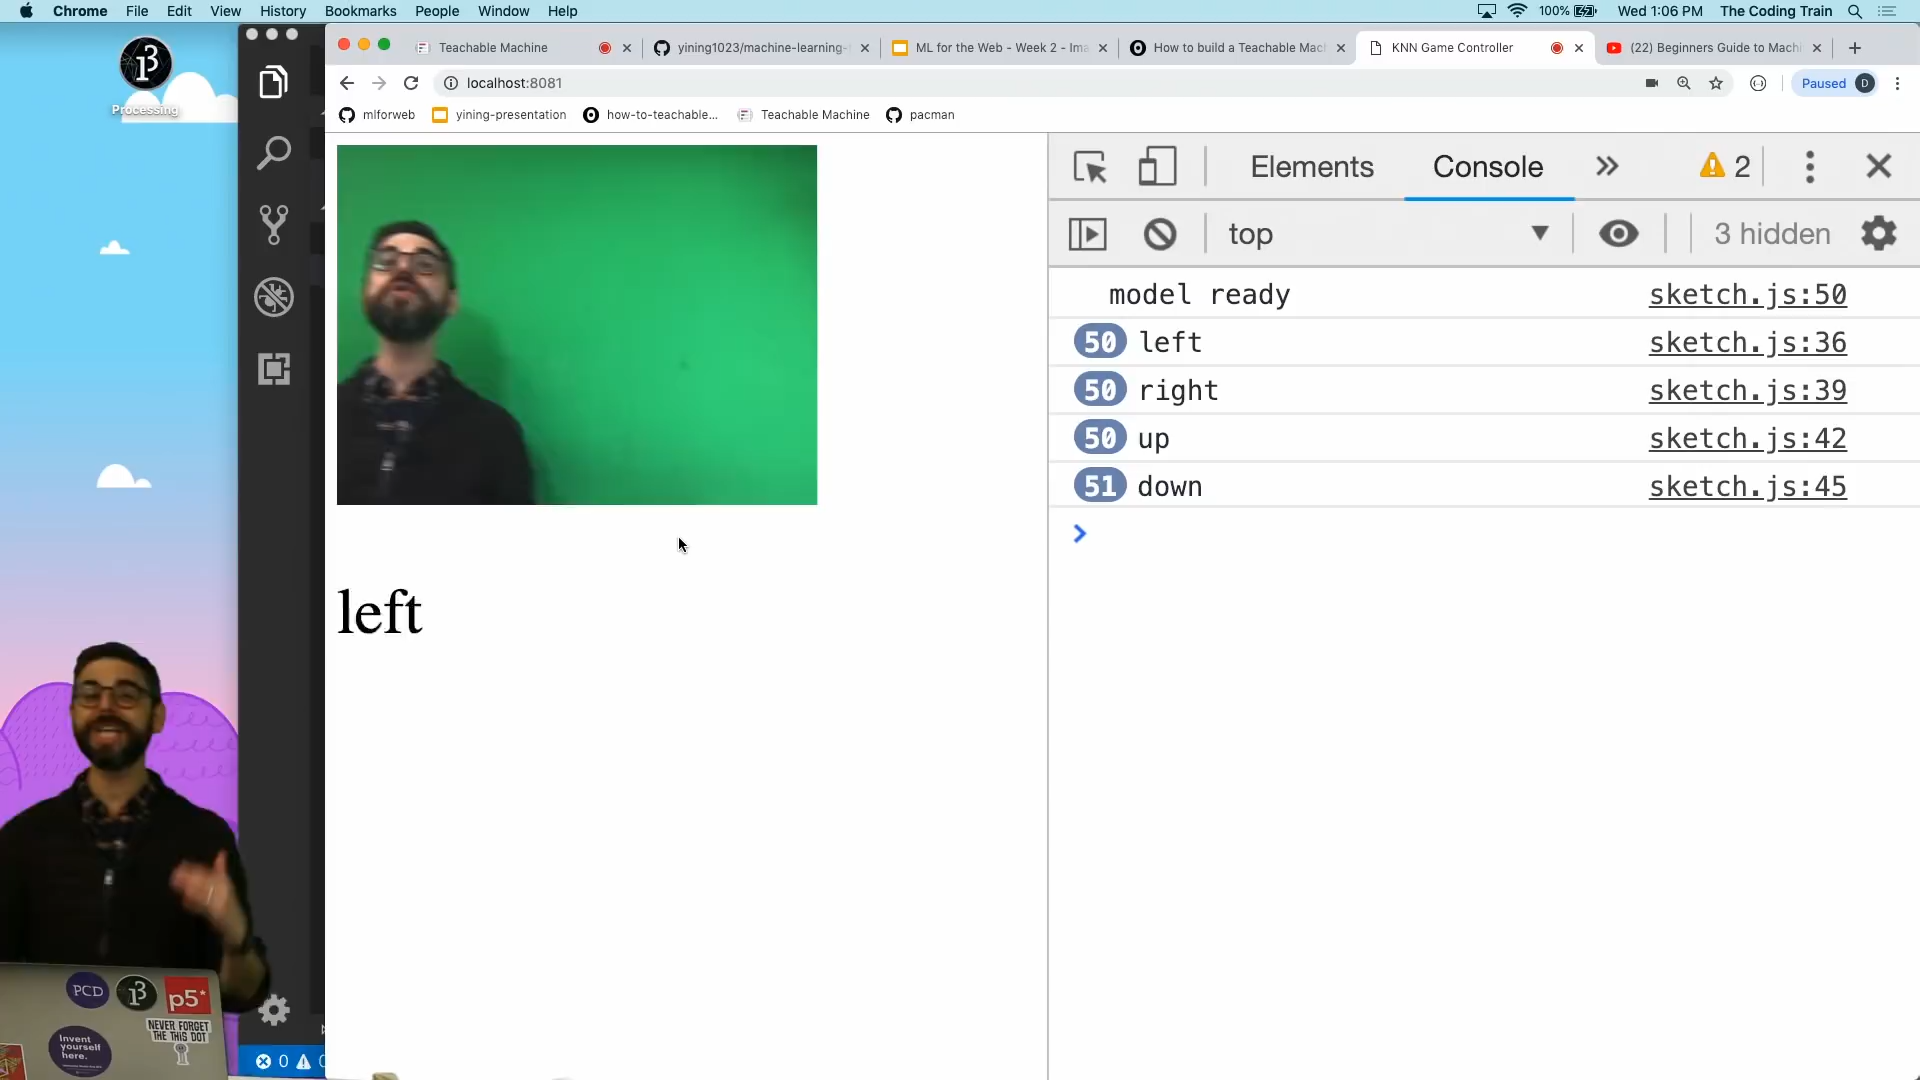 Chrome File Edit View History Bookmarks People Window Help
100% Wed 1:06 PM The Coding Train
Processing
Teachable Machine
yining1023/machine-learning-
ML for the Web - Week 2 - Ima
How to build a Teachable Mach
KNN Game Controller
(22) Beginners Guide to Machi
localhost:8081
Paused D
mlforweb yining-presentation how-to-teachable... Teachable Machine pacman
Elements Console 2
top 3 hidden
model ready sketch.js:50
50 left sketch.js:36
50 right sketch.js:39
50 up sketch.js:42
51 down sketch.js:45
left
PCD
p5*
NEVER FORGET
THE THIS DOT
Invent
yourself
here.
0